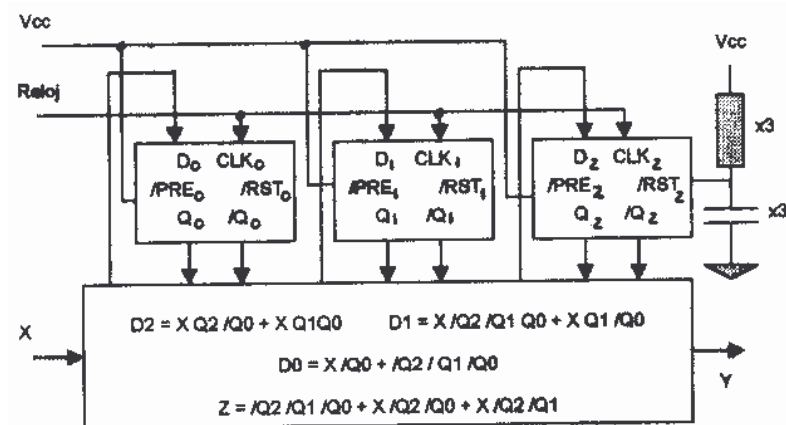 Vcc
Vcc
Reloj
x3
D0 CLK0
D1 CLK1
D2 CLK2
/PRE0 /RST0
/PRE1 /RST1
/PRE2 /RST2
Q0 /Q0
Q1 /Q1
Q2 /Q2
x3
X
D2 = X Q2 /Q0 + X Q1Q0
D1 = X /Q2 /Q1 Q0 + X Q1 /Q0
D0 = X /Q0 + /Q2 / Q1 /Q0
Y
Z = /Q2 /Q1 /Q0 + X /Q2 /Q0 + X /Q2 /Q1